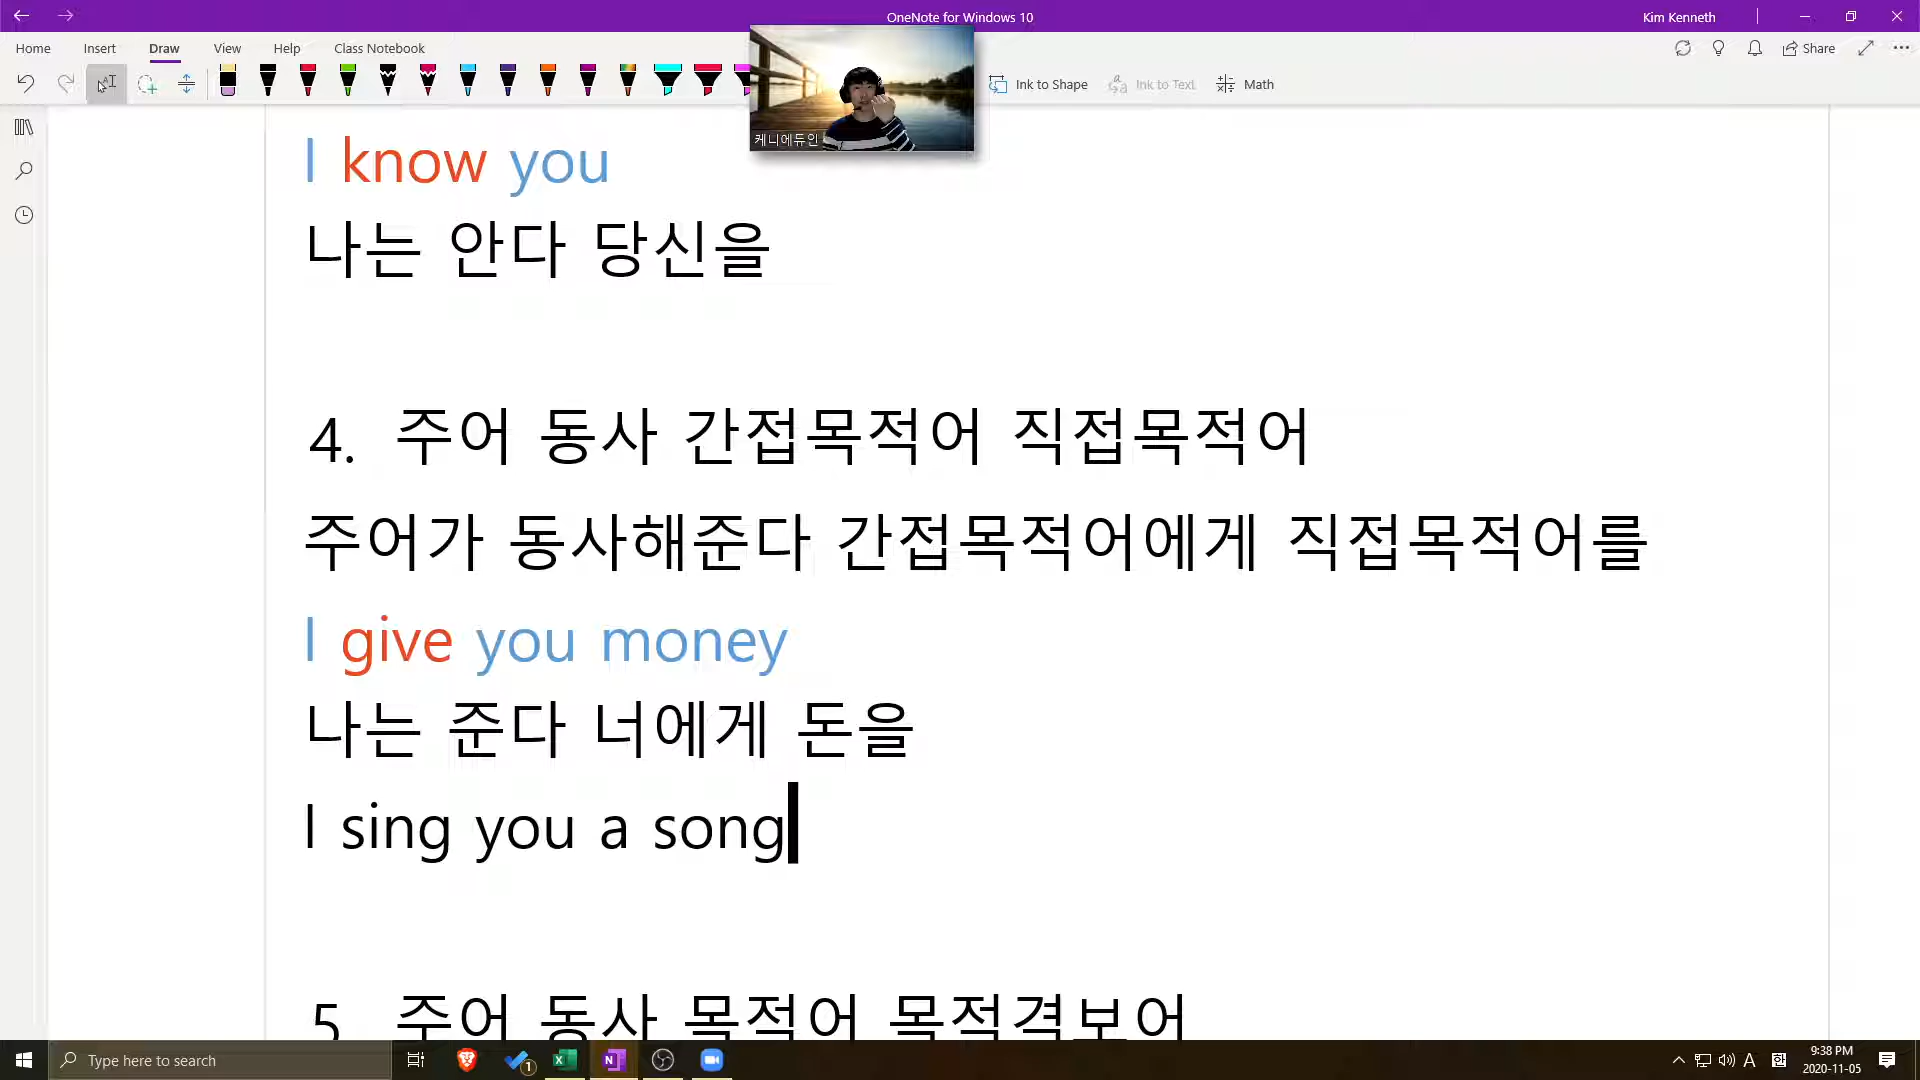 OneNote for Windows 10
Kim Kenneth
Home Insert Draw View Help Class Notebook
Share
Ink to Shape Ink to Text Math
케니에듀인
I know you
나는 안다 당신을
4. 주어 동사 간접목적어 직접목적어
주어가 동사해준다 간접목적어에게 직접목적어를
I give you money
나는 준다 너에게 돈을
I sing you a song
5 주어 동사 목적어 목적격보어
Type here to search
1
A
9:38 PM
2020-11-05